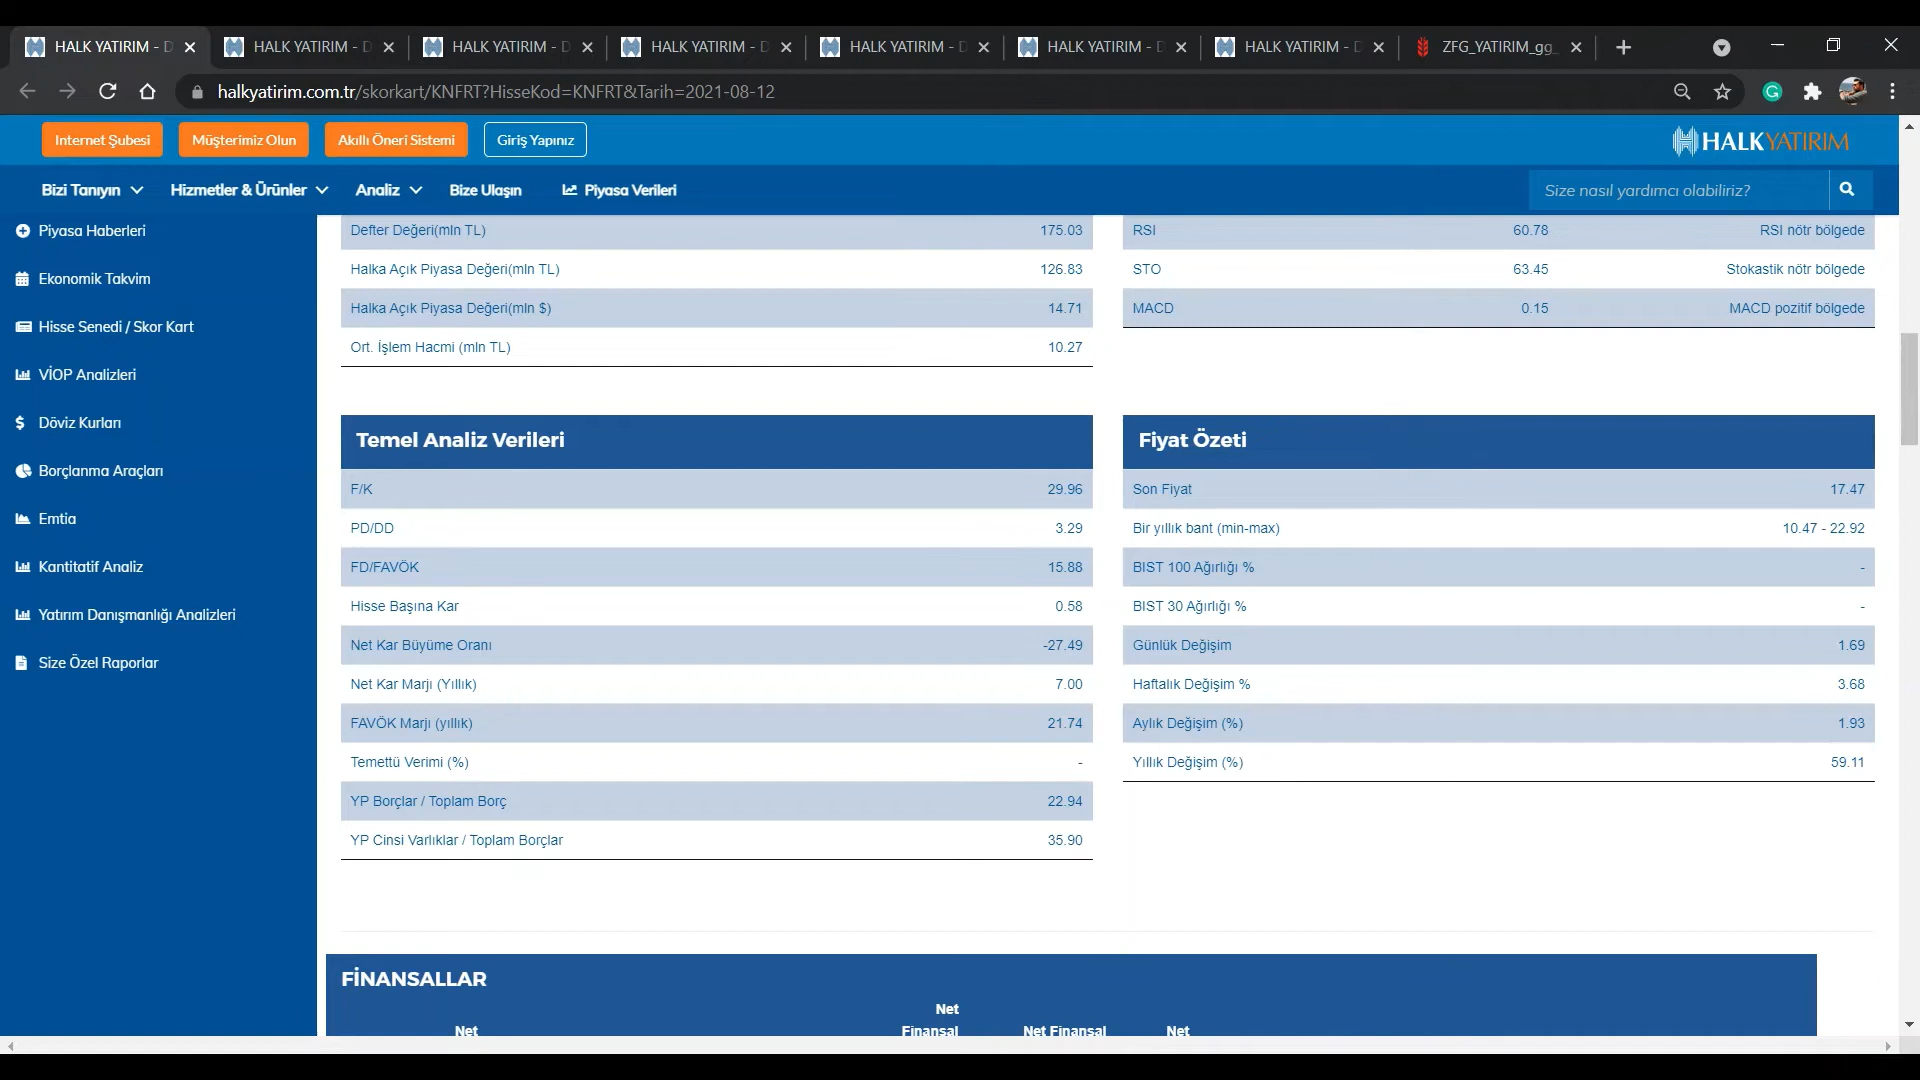 HALK YATIRIM - D
HALK YATIRIM - D
HALK YATIRIM - D
HALK YATIRIM - D
HALK YATIRIM - D
HALK YATIRIM - D
HALK YATIRIM - D
ZFG_YATIRIM_gg
halkyatirim.com.tr/skorkart/KNFRT?HisseKod=KNFRT&Tarih=2021-08-12
Internet Şubesi
Müşterimiz Olun
Akıllı Öneri Sistemi
Giriş Yapınız
HALKYATIRIM
Bizi Tanıyın
Hizmetler & Ürünler
Analiz
Bize Ulaşın
Piyasa Verileri
Size nasıl yardımcı olabiliriz?
Piyasa Haberleri
Ekonomik Takvim
Hisse Senedi / Skor Kart
VİOP Analizleri
Döviz Kurları
Borçlanma Araçları
Emtia
Kantitatif Analiz
Yatırım Danışmanlığı Analizleri
Size Özel Raporlar
Defter Değeri(mln TL) 175.03
Halka Açık Piyasa Değeri(mln TL) 126.83
Halka Açık Piyasa Değeri(mln $) 14.71
Ort. İşlem Hacmi (mln TL) 10.27
RSI 60.78 RSI nötr bölgede
STO 63.45 Stokastik nötr bölgede
MACD 0.15 MACD pozitif bölgede
Temel Analiz Verileri
F/K 29.96
PD/DD 3.29
FD/FAVÖK 15.88
Hisse Başına Kar 0.58
Net Kar Büyüme Oranı -27.49
Net Kar Marjı (Yıllık) 7.00
FAVÖK Marjı (yıllık) 21.74
Temettü Verimi (%) -
YP Borçlar / Toplam Borç 22.94
YP Cinsi Varlıklar / Toplam Borçlar 35.90
Fiyat Özeti
Son Fiyat 17.47
Bir yıllık bant (min-max) 10.47 - 22.92
BIST 100 Ağırlığı % -
BIST 30 Ağırlığı % -
Günlük Değişim 1.69
Haftalık Değişim % 3.68
Aylık Değişim (%) 1.93
Yıllık Değişim (%) 59.11
FİNANSALLAR
Net
Net Finansal Net Finansal Net